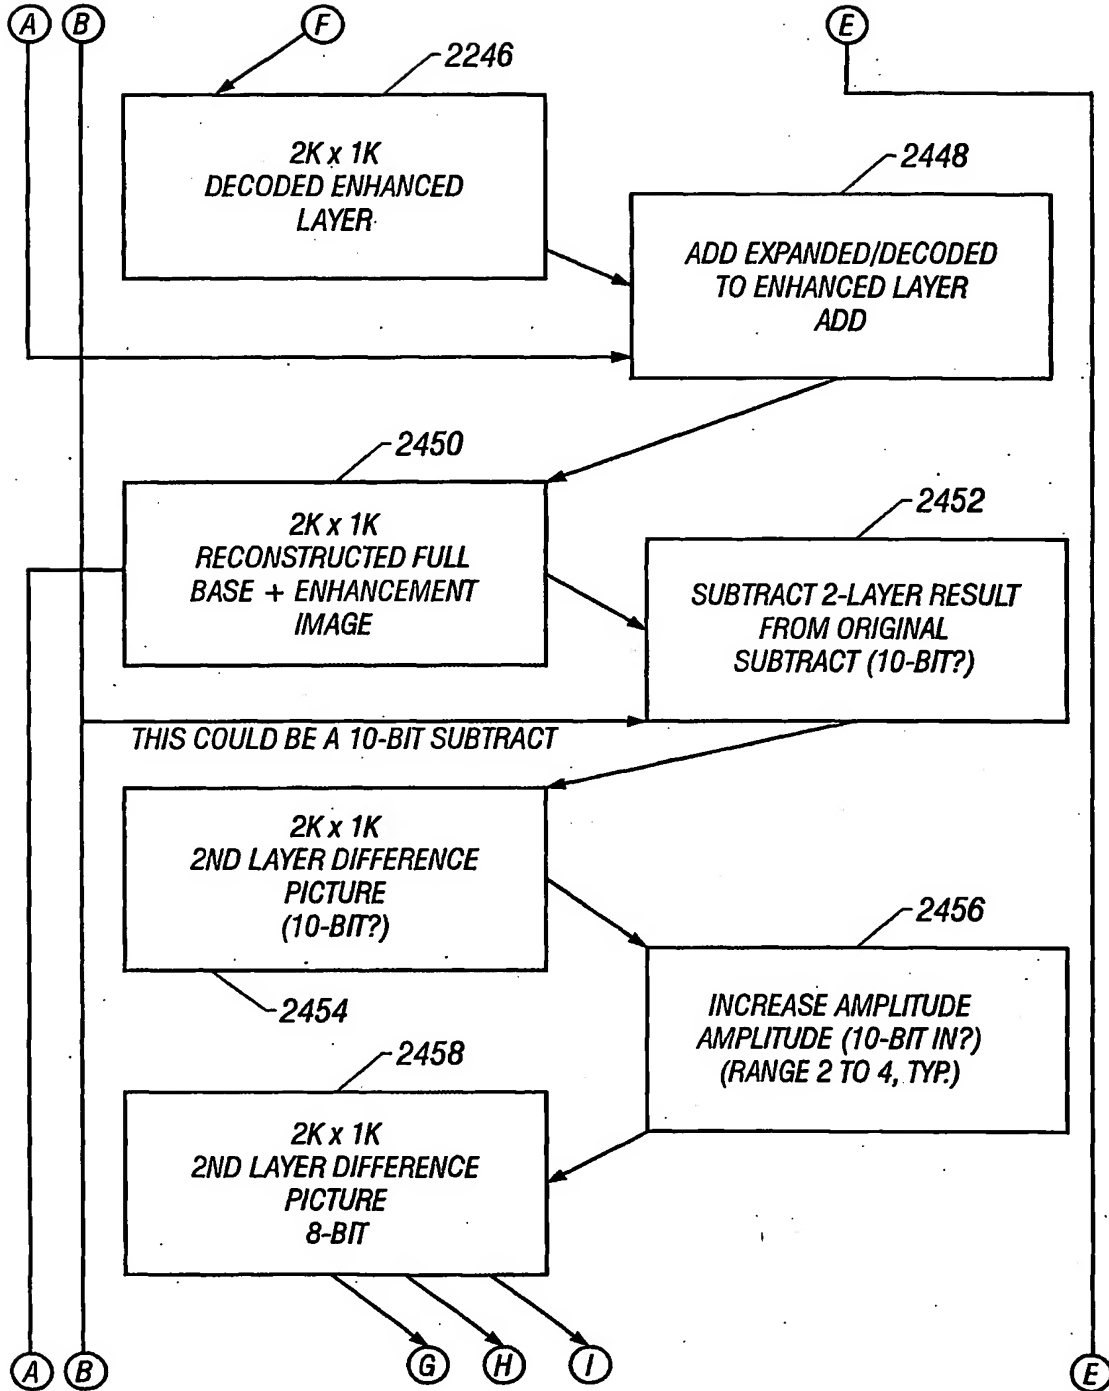 A B F E
2246
2K x 1K
DECODED ENHANCED
LAYER
2448
ADD EXPANDED/DECODED
TO ENHANCED LAYER
ADD
2450
2K x 1K
RECONSTRUCTED FULL
BASE + ENHANCEMENT
IMAGE
2452
SUBTRACT 2-LAYER RESULT
FROM ORIGINAL
SUBTRACT (10-BIT?)
THIS COULD BE A 10-BIT SUBTRACT
2K x 1K
2ND LAYER DIFFERENCE
PICTURE
(10-BIT?)
2454
2456
INCREASE AMPLITUDE
AMPLITUDE (10-BIT IN?)
(RANGE 2 TO 4, TYP.)
2458
2K x 1K
2ND LAYER DIFFERENCE
PICTURE
8-BIT
A B G H I E